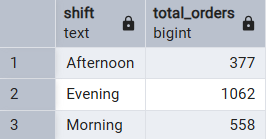 shift total_orders
text bigint
1 Afternoon 377
2 Evening 1062
3 Morning 558